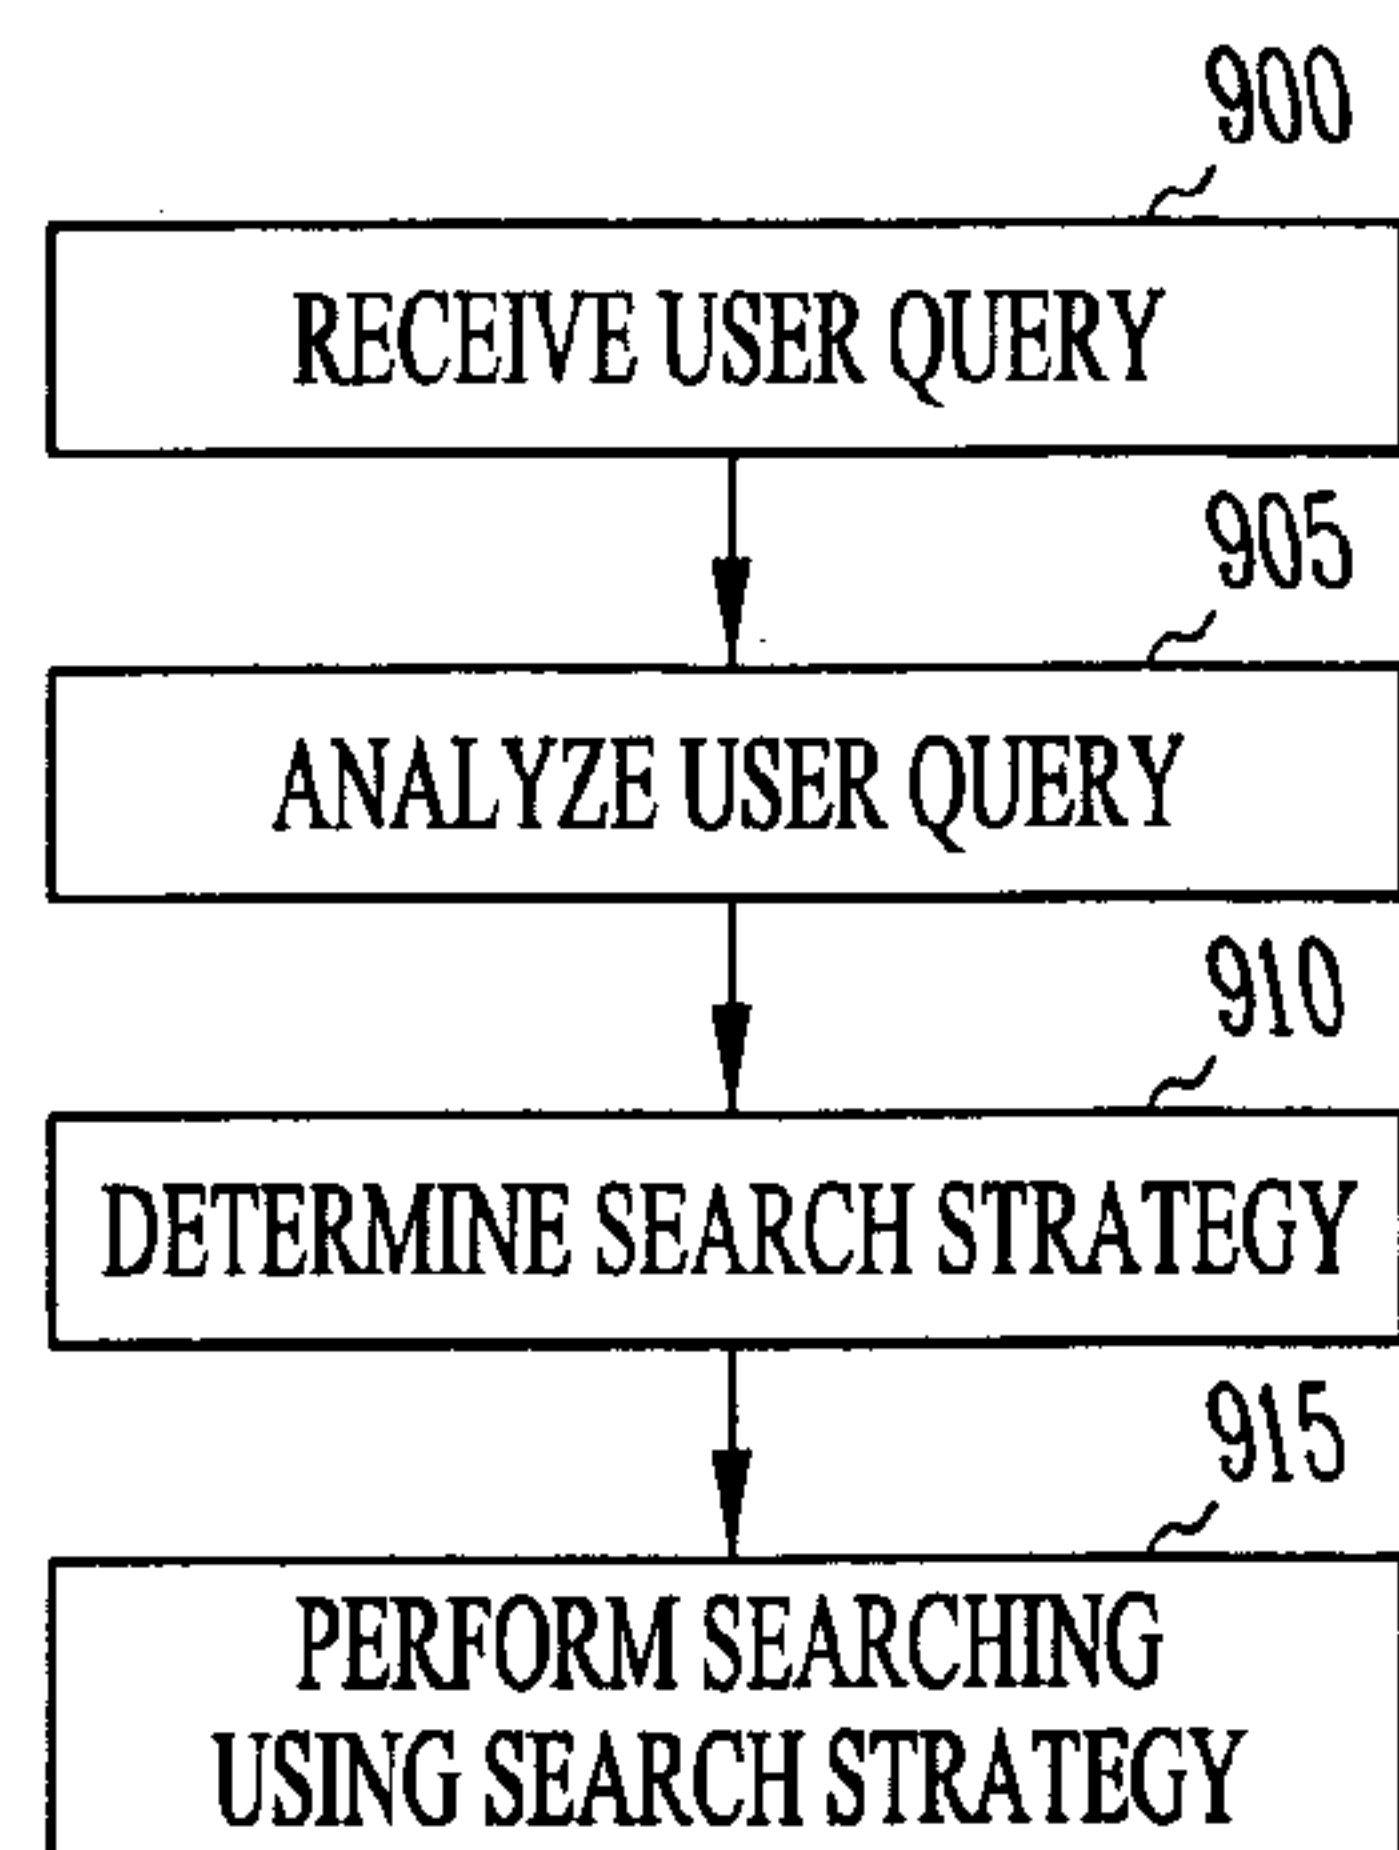 900
RECEIVE USER QUERY
905
ANALYZE USER QUERY
910
DETERMINE SEARCH STRATEGY
915
PERFORM SEARCHING
USING SEARCH STRATEGY